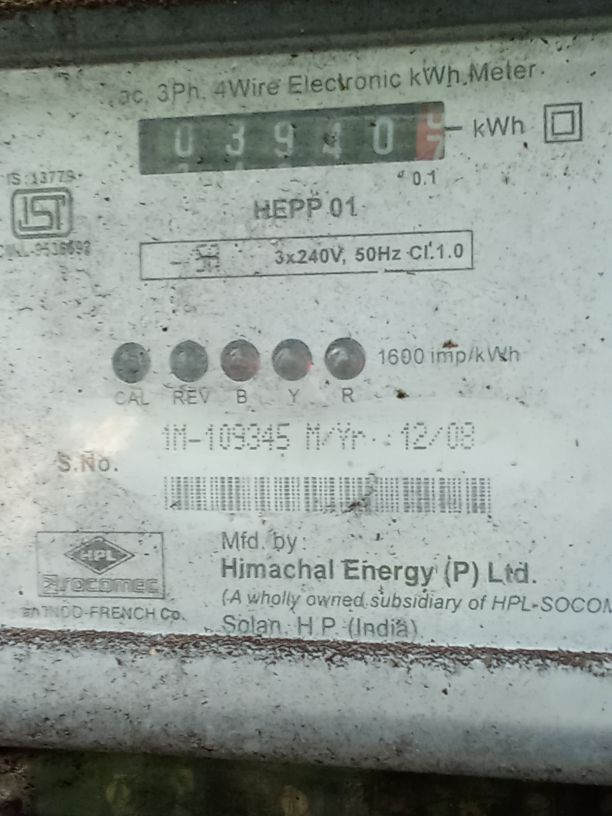 ac. 3Ph. 4Wire Electronic kWh Meter
0 3 9 4 0 9 kWh
0.1
IS:13779
HEPP 01
3x240V, 50Hz Cl.1.0
1600 imp/kWh
CAL REV B Y R
1M-109345 M/Yr : 12/08
S.No.
HPL
Mfd. by:
socomec
Himachal Energy (P) Ltd.
(A wholly owned subsidiary of HPL-SOCOM
an INDO-FRENCH Co.
Solan. H.P. (India)